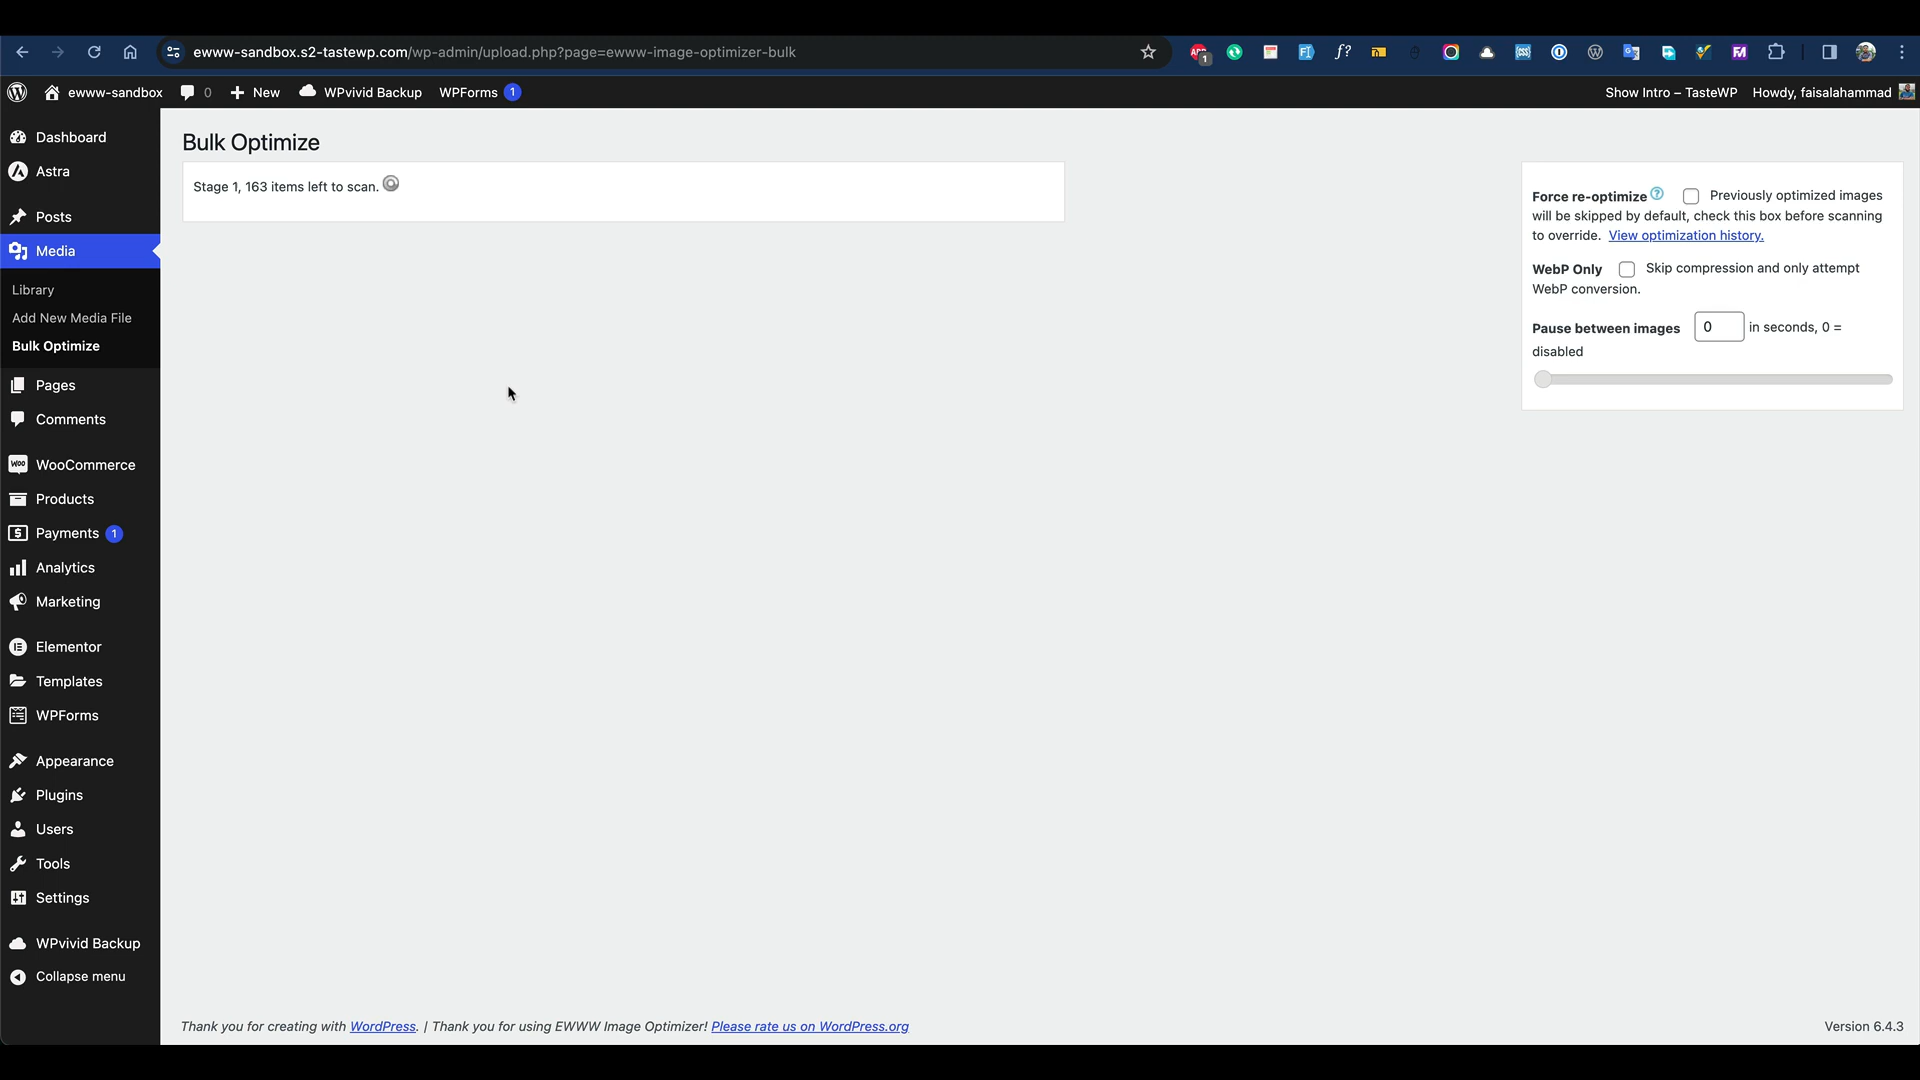 ewww-sandbox.s2-tastewp.com/wp-admin/upload.php?page=ewww-image-optimizer-bulk
ewww-sandbox 0 New WPvivid Backup WPForms 1 Show Intro – TasteWP Howdy, faisalahammad
Dashboard
Astra
Posts
Media
Library
Add New Media File
Bulk Optimize
Pages
Comments
WooCommerce
Products
Payments 1
Analytics
Marketing
Elementor
Templates
WPForms
Appearance
Plugins
Users
Tools
Settings
WPvivid Backup
Collapse menu
Bulk Optimize
Stage 1, 163 items left to scan.
Force re-optimize ? Previously optimized images
will be skipped by default, check this box before scanning
to override. View optimization history.
WebP Only Skip compression and only attempt
WebP conversion.
Pause between images 0 in seconds, 0 =
disabled
Thank you for creating with WordPress. | Thank you for using EWWW Image Optimizer! Please rate us on WordPress.org
Version 6.4.3